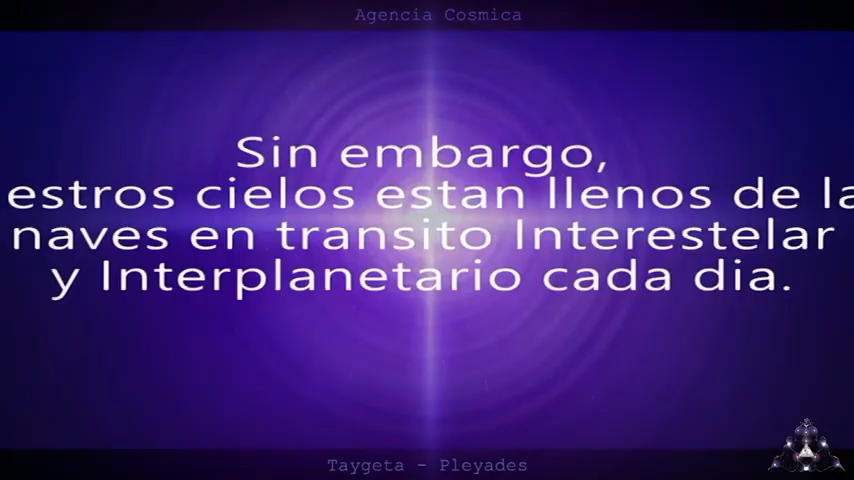 Agencia Cosmica
Sin embargo,
estros cielos estan llenos de la
naves en transito Interestelar
y Interplanetario cada dia.
Taygeta - Pleyades